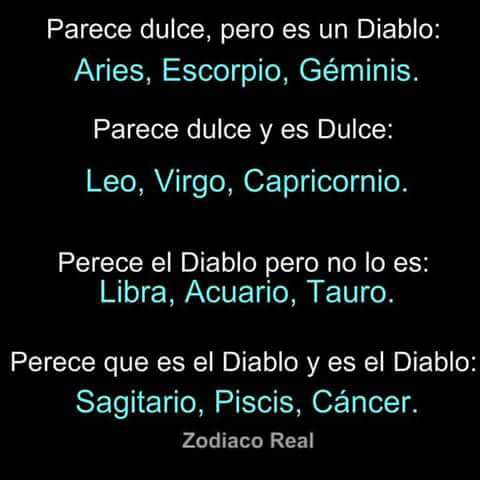 Parece dulce, pero es un Diablo:
Aries, Escorpio, Géminis.
Parece dulce y es Dulce:
Leo, Virgo, Capricornio.
Perece el Diablo pero no lo es:
Libra, Acuario, Tauro.
Perece que es el Diablo y es el Diablo:
Sagitario, Piscis, Cáncer.
Zodiaco Real